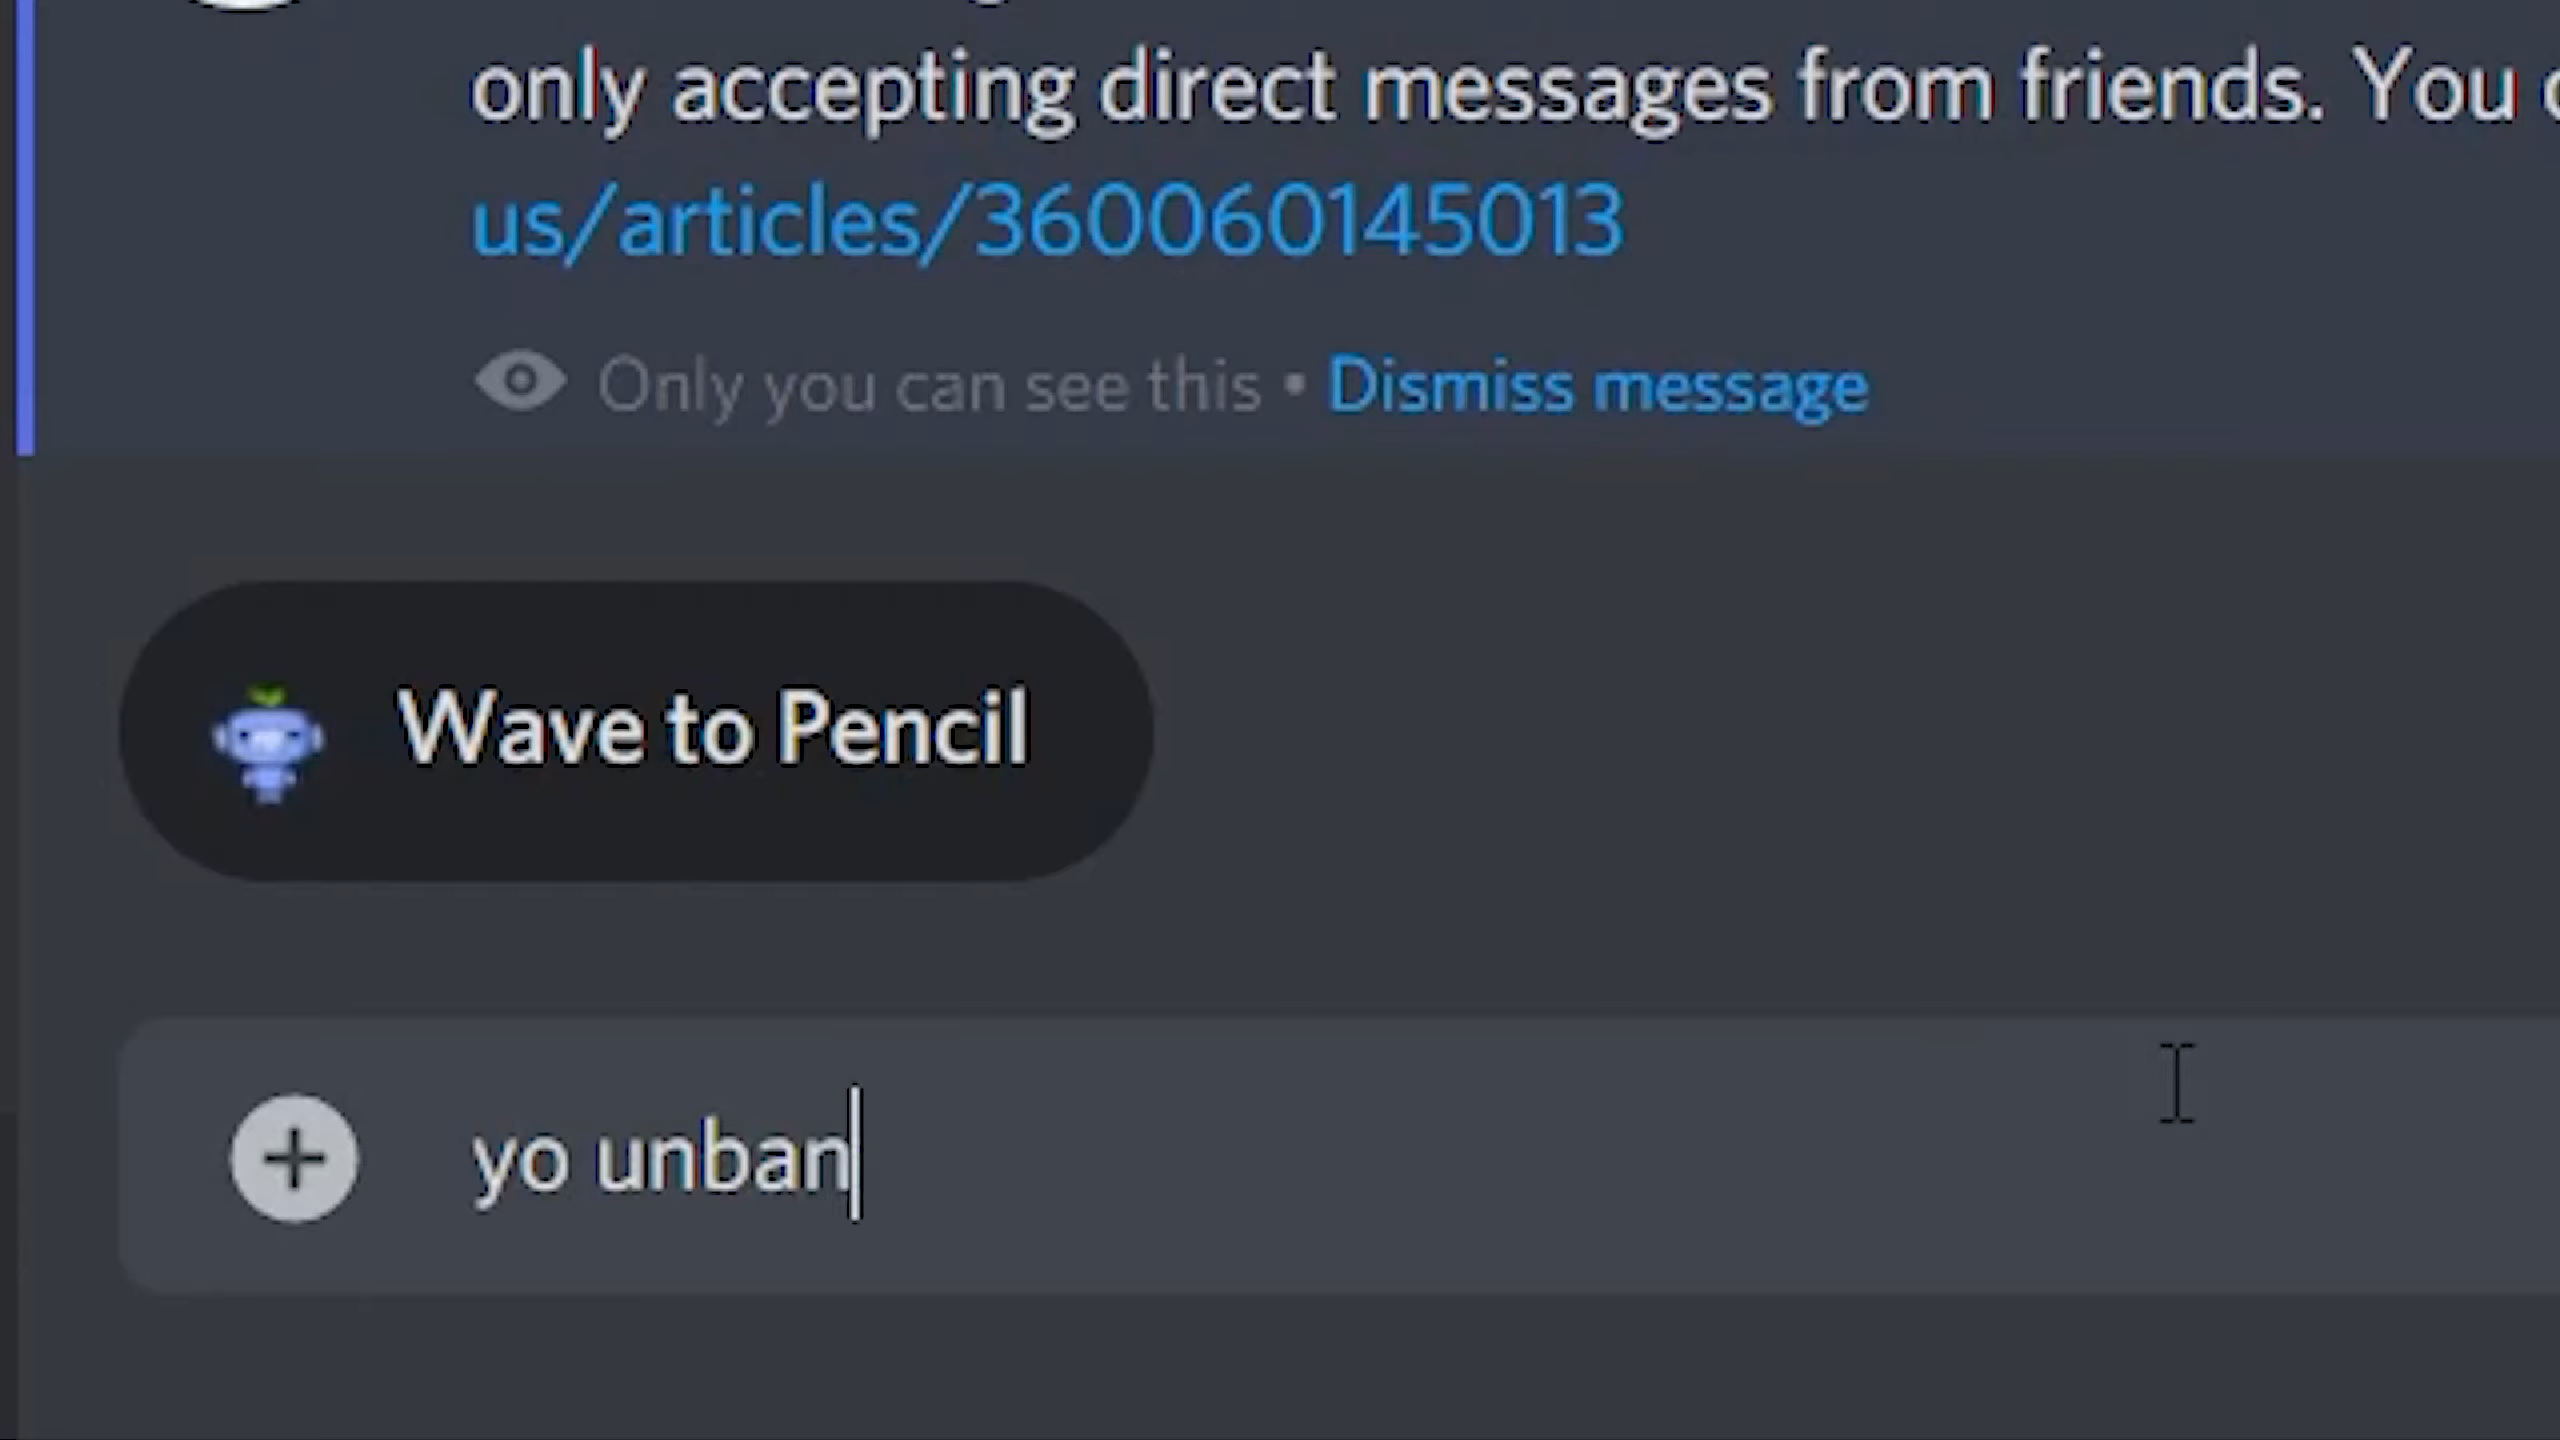 only accepting direct messages from friends. You
us/articles/360060145013
Only you can see this • Dismiss message
Wave to Pencil
yo unban